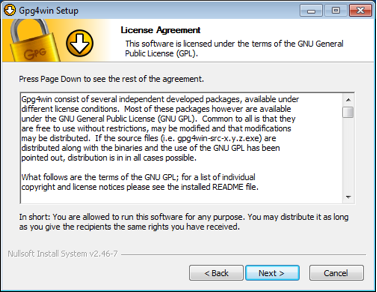 Gpg4win Setup
GPG
License Agreement
This software is licensed under the terms of the GNU General
Public License (GPL).
Press Page Down to see the rest of the agreement.
Gpg4win consist of several independent developed packages, available under
different license conditions. Most of these packages however are available
under the GNU General Public License (GNU GPL). Common to all is that they
are free to use without restrictions, may be modified and that modifications
may be distributed. If the source files (i.e. gpg4win-src-x.y.z.exe) are
distributed along with the binaries and the use of the GNU GPL has been
pointed out, distribution is in in all cases possible.
What follows are the terms of the GNU GPL; for a list of individual
copyright and license notices please see the installed README file.
In short: You are allowed to run this software for any purpose. You may distribute it as long
as you give the recipients the same rights you have received.
Nullsoft Install System v2.46-7
< Back
Next >
Cancel